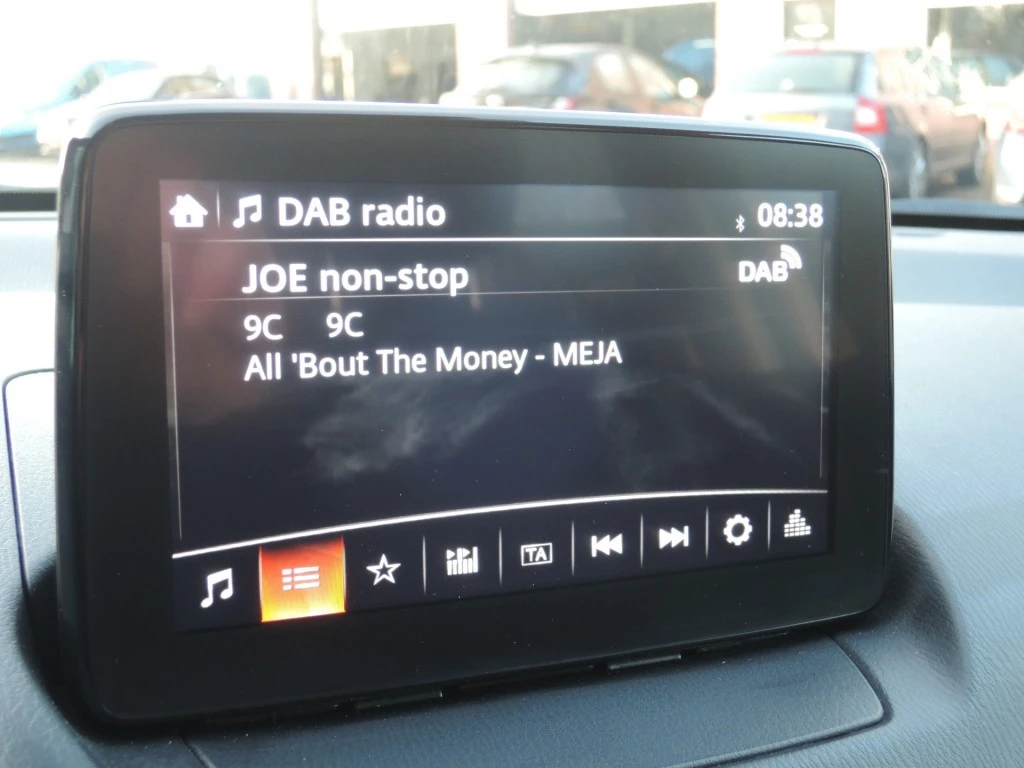 DAB radio 08:38
JOE non-stop DAB
9C 9C
All 'Bout The Money - MEJA
TA